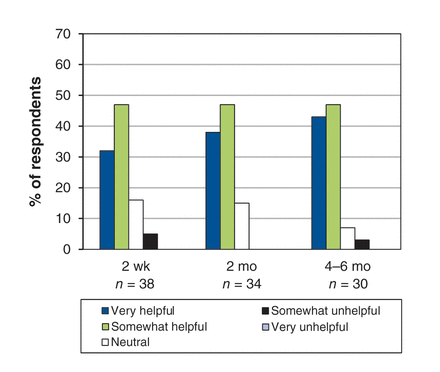 % of respondents
70
60
50
40
30
20
10
0
2 wk 2 mo 4–6 mo
n = 38 n = 34 n = 30
Very helpful Somewhat unhelpful
Somewhat helpful Very unhelpful
Neutral